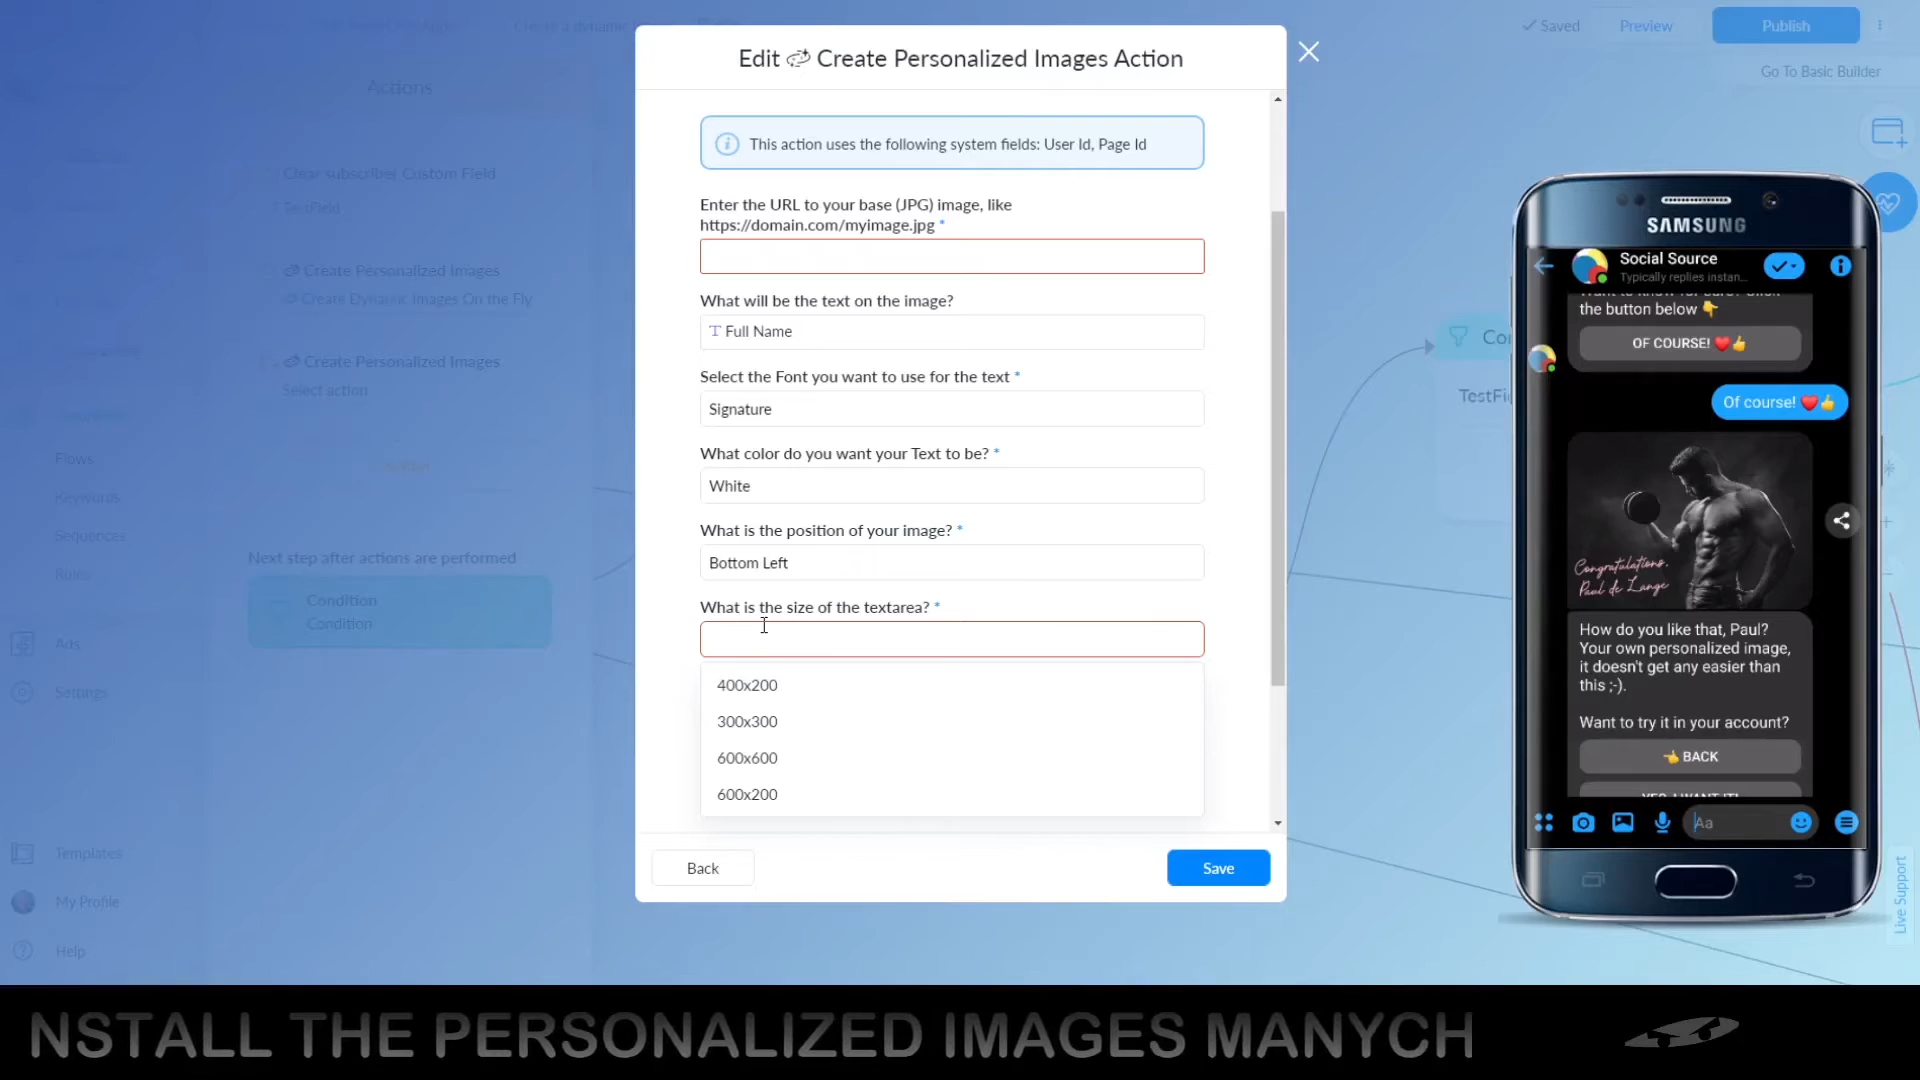 Saved
Preview
Publish
Go To Basic Builder
Actions
Clear subscriber Custom Field
TestField
Create Personalized Images
Create Dynamic Images On the Fly
Create Personalized Images
Select action
Next step after actions are performed
Condition
Condition
Flows
Keywords
Sequences
Rules
Ads
Settings
Templates
My Profile
Help
Edit Create Personalized Images Action
This action uses the following system fields: User Id, Page Id
Enter the URL to your base (JPG) image, like
https://domain.com/myimage.jpg *
What will be the text on the image?
Full Name
Select the Font you want to use for the text *
Signature
What color do you want your Text to be? *
White
What is the position of your image? *
Bottom Left
What is the size of the textarea? *
400x200
300x300
600x600
600x200
Back
Save
SAMSUNG
Social Source
Typically replies instan...
the button below 👇
OF COURSE! ❤️👍
Of course! ❤️👍
Congratulations,
Paul de Lange
How do you like that, Paul?
Your own personalized image,
it doesn't get any easier than
this ;-).
Want to try it in your account?
👈 BACK
Aa
Live Support
NSTALL THE PERSONALIZED IMAGES MANYCH